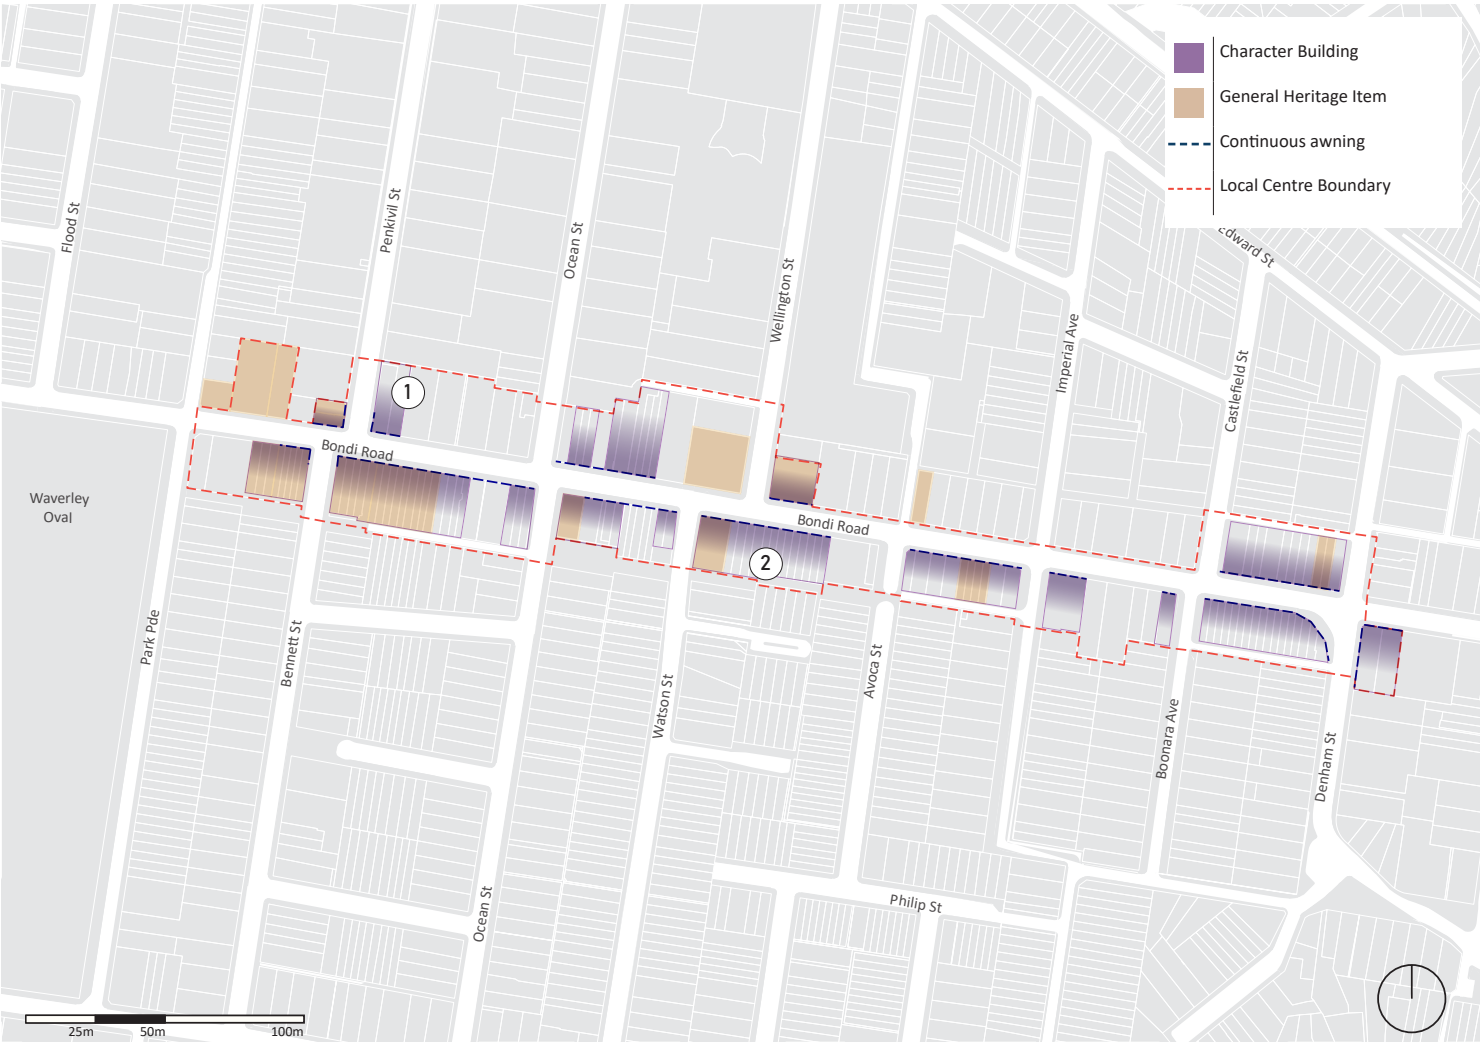 Character Building
General Heritage Item
Continuous awning
Local Centre Boundary
Flood St
Penkivil St
Ocean St
Wellington St
Edward St
Imperial Ave
Castlefield St
1
Bondi Road
Waverley
Oval
Bondi Road
2
Park Pde
Bennett St
Watson St
Avoca St
Boonara Ave
Denham St
Ocean St
Philip St
25m
50m
100m